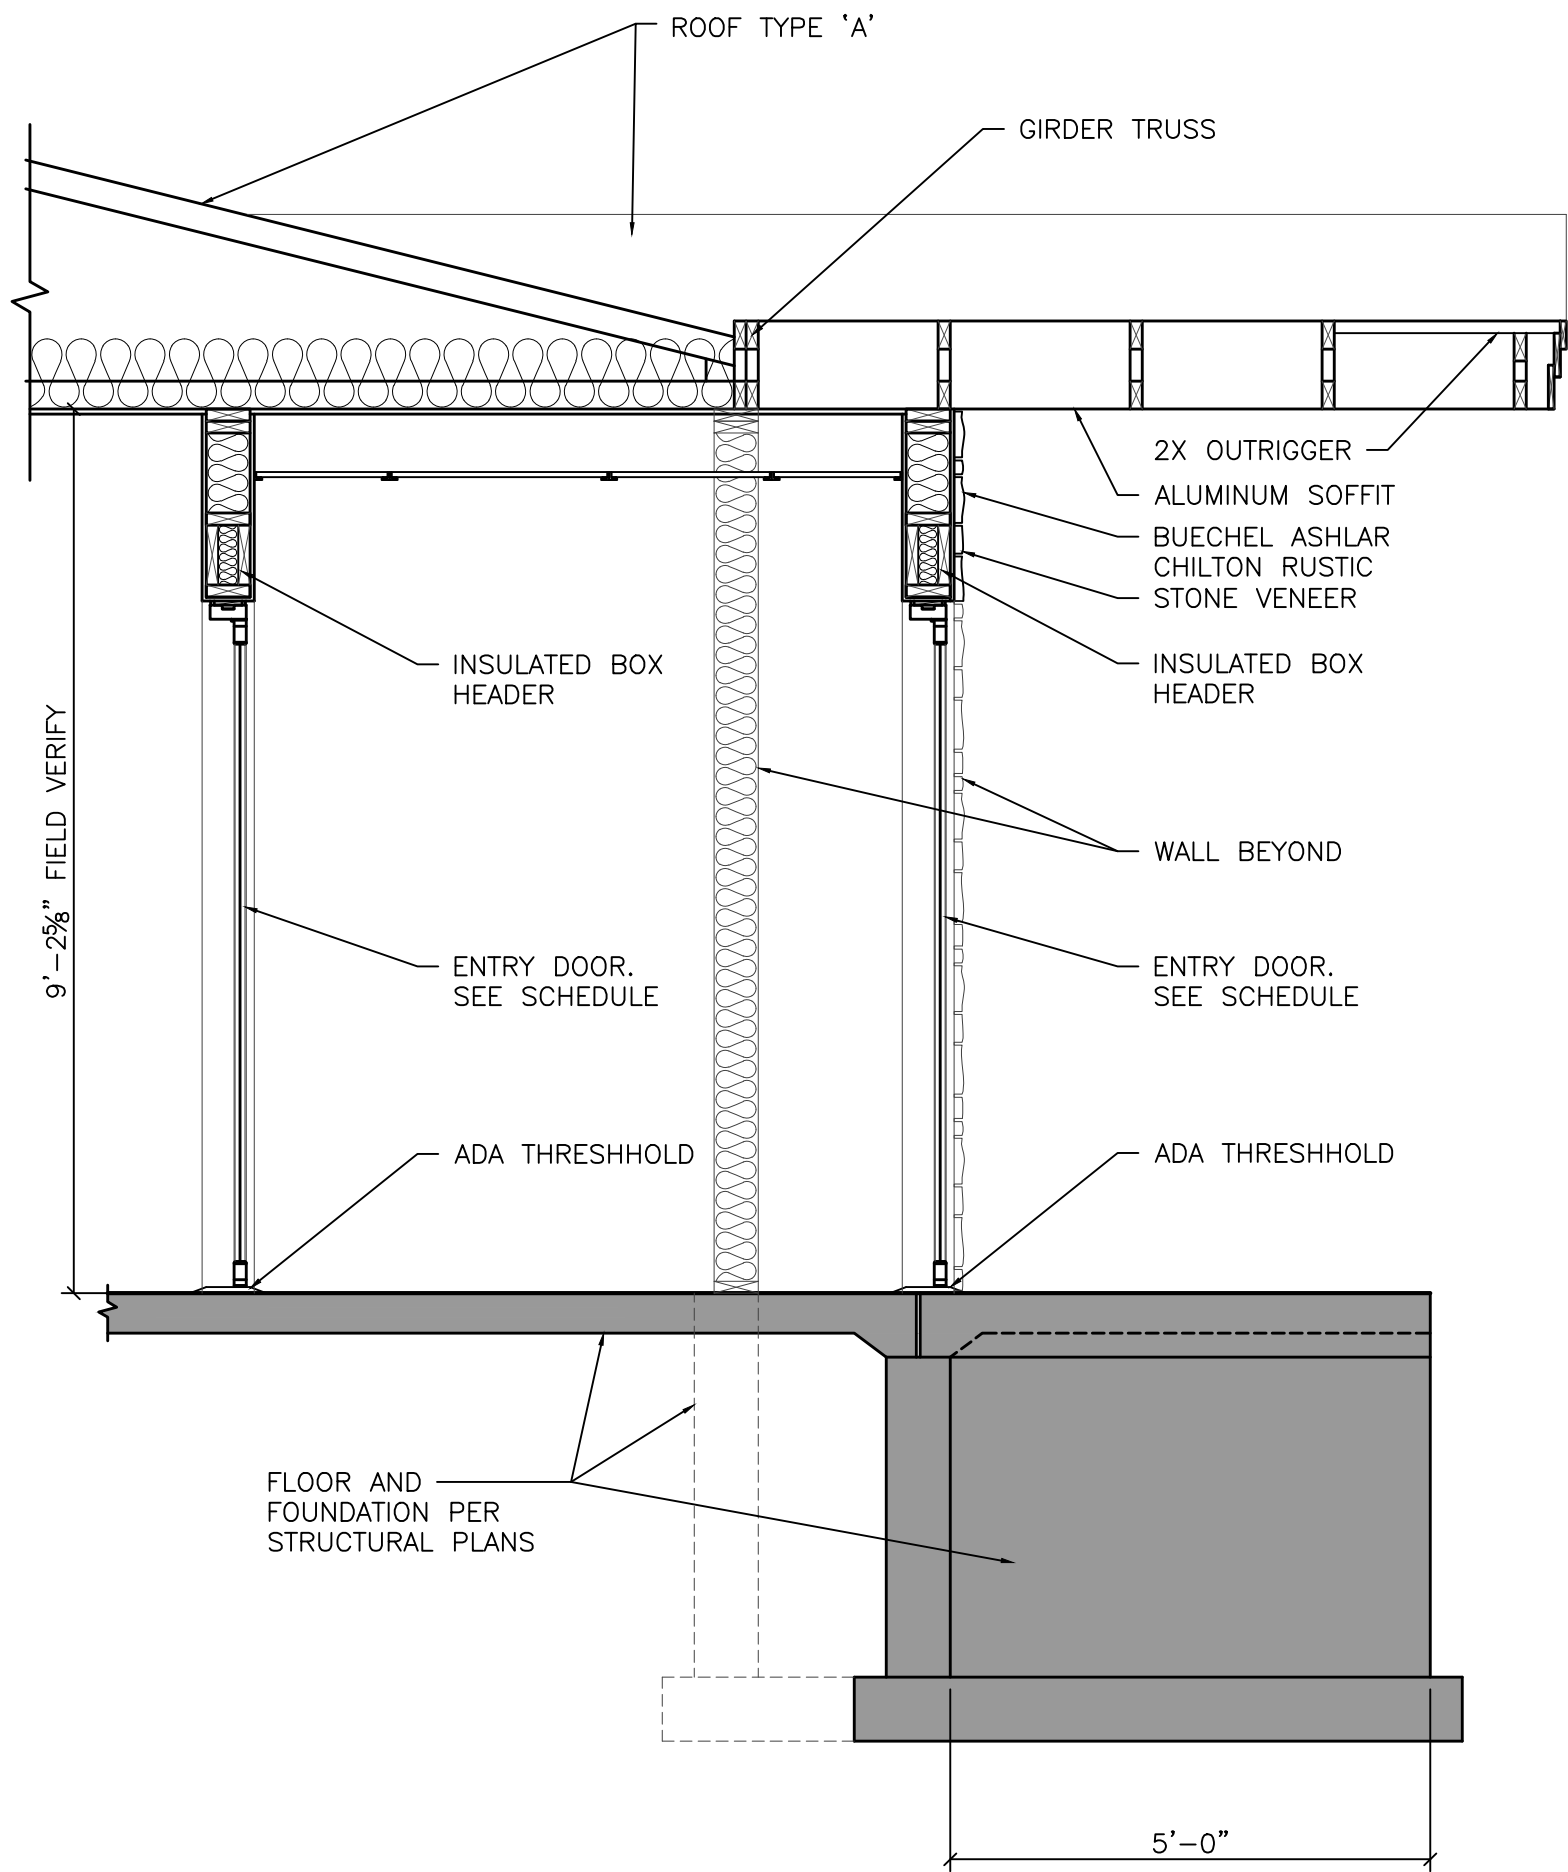 ROOF TYPE 'A'
GIRDER TRUSS
2X OUTRIGGER
ALUMINUM SOFFIT
BUECHEL ASHLAR
CHILTON RUSTIC
STONE VENEER
INSULATED BOX
HEADER
INSULATED BOX
HEADER
9'-2⅝" FIELD VERIFY
WALL BEYOND
ENTRY DOOR.
SEE SCHEDULE
ENTRY DOOR.
SEE SCHEDULE
ADA THRESHHOLD
ADA THRESHHOLD
FLOOR AND
FOUNDATION PER
STRUCTURAL PLANS
5'-0"